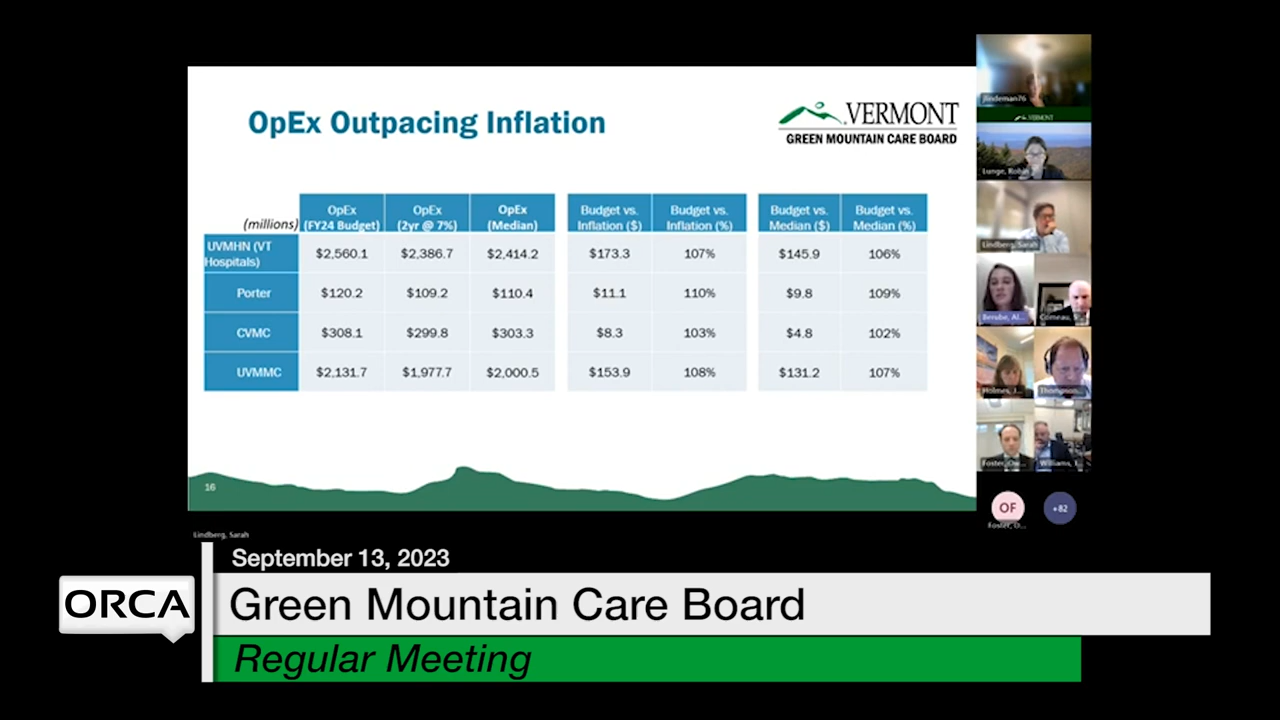 OpEx Outpacing Inflation
VERMONT
GREEN MOUNTAIN CARE BOARD
(millions)
OpEx (FY24 Budget)
OpEx (2yr @ 7%)
OpEx (Median)
Budget vs. Inflation ($)
Budget vs. Inflation (%)
Budget vs. Median ($)
Budget vs. Median (%)
UVMHN (VT Hospitals) $2,560.1 $2,386.7 $2,414.2 $173.3 107% $145.9 106%
Porter $120.2 $109.2 $110.4 $11.1 110% $9.8 109%
CVMC $308.1 $299.8 $303.3 $8.3 103% $4.8 102%
UVMMC $2,131.7 $1,977.7 $2,000.5 $153.9 108% $131.2 107%
16
jlindeman76
VERMONT
Lunge, Robin
Lindberg, Sarah
Berube, Al...
Comeau, S...
Holmes, J...
Thompson...
Foster, Ow...
Williams, T...
OF
+82
Foster, O...
Lindberg, Sarah
September 13, 2023
ORCA
Green Mountain Care Board
Regular Meeting